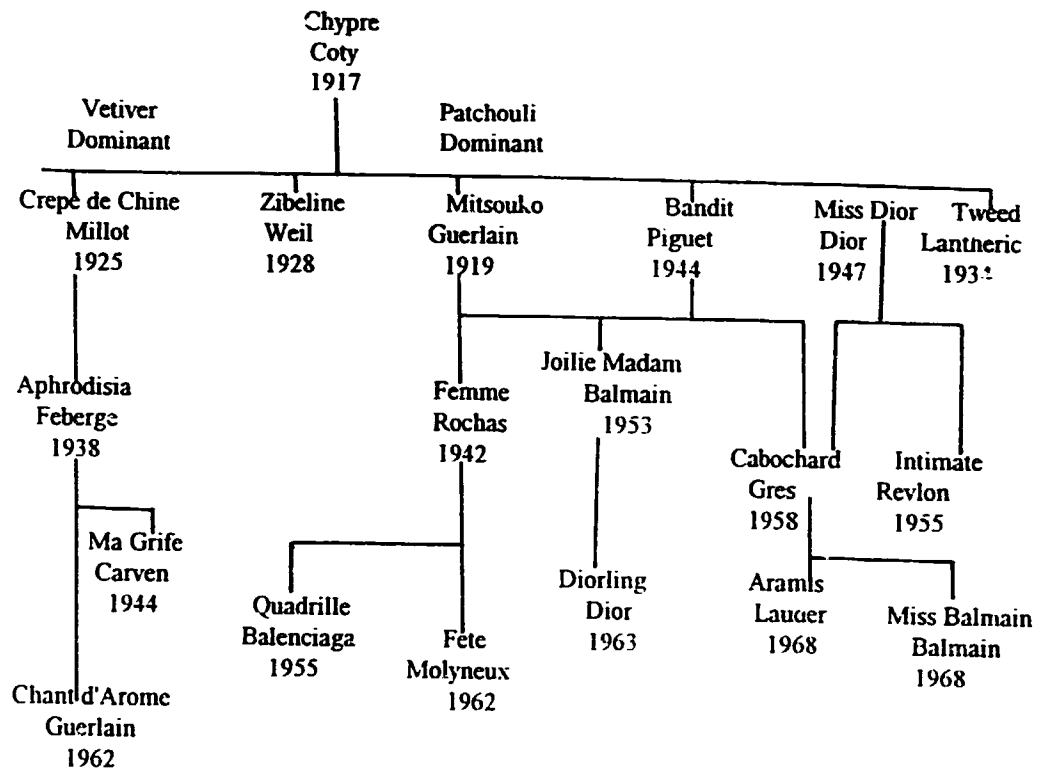 Chypre
Coty
1917
Vetiver
Dominant
Patchouli
Dominant
Crepe de Chine
Millot
1925
Zibeline
Weil
1928
Mitsouko
Guerlain
1919
Bandit
Piguet
1944
Miss Dior
Dior
1947
Tweed
Lantheric
Aphrodisia
Feberge
1938
Femme
Rochas
1942
Joilie Madam
Balmain
1953
Cabochard
Gres
1958
Intimate
Revlon
1955
Ma Grife
Carven
1944
Quadrille
Balenciaga
1955
Fete
Molyneux
1962
Diorling
Dior
1963
Aramis
Lauder
1968
Miss Balmain
Balmain
1968
Chant d'Arome
Guerlain
1962